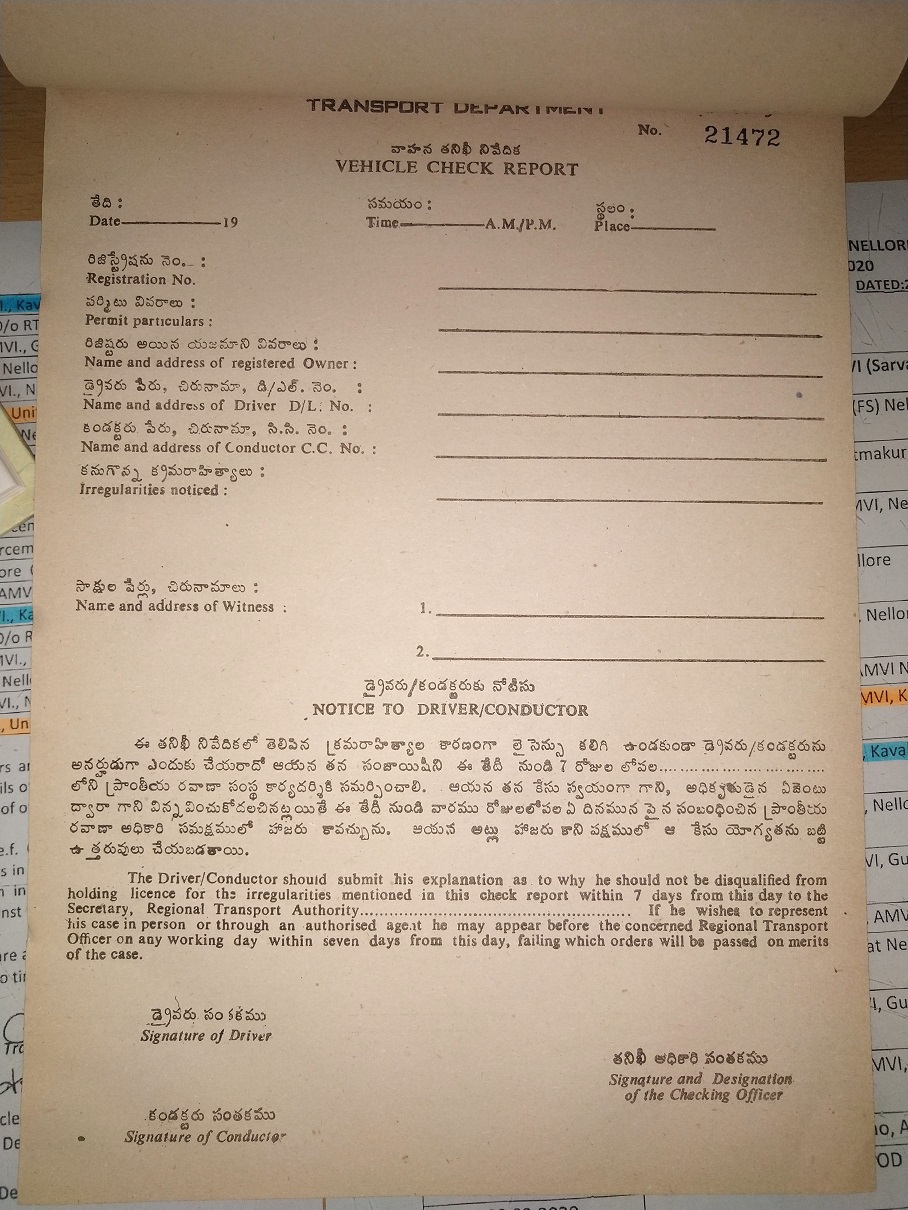 TRANSPORT DEPARTMENT
No. 21472
వాహన తనిఖీ నివేదిక
VEHICLE CHECK REPORT
తేది : సమయం : స్థలం :
Date 19 Time A.M./P.M. Place
రిజిస్ట్రేషను నెం. :
Registration No.
పర్మిటు వివరాలు :
Permit particulars :
రిజిష్టరు అయిన యజమాని వివరాలు :
Name and address of registered Owner :
డ్రైవరు పేరు, చిరునామా, డి/ఎల్. నెం. :
Name and address of Driver D/L. No. :
కండక్టరు పేరు, చిరునామా, సి.సి. నెం. :
Name and address of Conductor C.C. No. :
కనుగొన్న క్రమరాహిత్యాలు :
Irregularities noticed :
సాక్షుల పేర్లు, చిరునామాలు :
Name and address of Witness : 1.
2.
డ్రైవరు/కండక్టరుకు నోటీసు
NOTICE TO DRIVER/CONDUCTOR
ఈ తనిఖీ నివేదికలో తెలిపిన క్రమరాహిత్యాల కారణంగా లైసెన్సు కలిగి ఉండకుండా డ్రైవరు/కండక్టరును
అనర్హుడుగా ఎందుకు చేయరాదో ఆయన తన సంజాయిషీని ఈ తేదీ నుండి 7 రోజుల లోపల..............................
లోని ప్రాంతీయ రవాణా సంస్థ కార్యదర్శికి సమర్పించాలి. ఆయన తన కేసు స్వయంగా గాని, అధికృతుడైన ఏజెంటు
ద్వారా గాని విన్నవించుకోదలచినట్లయితే ఈ తేదీ నుండి వారము రోజులలోపల ఏ దినమున పైన సంబంధించిన ప్రాంతీయ
రవాణా అధికారి సమక్షములో హాజరు కావచ్చును. ఆయన అట్లు హాజరు కాని పక్షములో ఆ కేసు యోగ్యతను బట్టి
ఉత్తరువులు చేయబడతాయి.
The Driver/Conductor should submit his explanation as to why he should not be disqualified from
holding licence for the irregularities mentioned in this check report within 7 days from this day to the
Secretary, Regional Transport Authority.................................................. If he wishes to represent
his case in person or through an authorised agent he may appear before the concerned Regional Transport
Officer on any working day within seven days from this day, failing which orders will be passed on merits
of the case.
డ్రైవరు సంతకము
Signature of Driver
తనిఖీ అధికారి సంతకము
Signature and Designation
of the Checking Officer
కండక్టరు సంతకము
Signature of Conductor